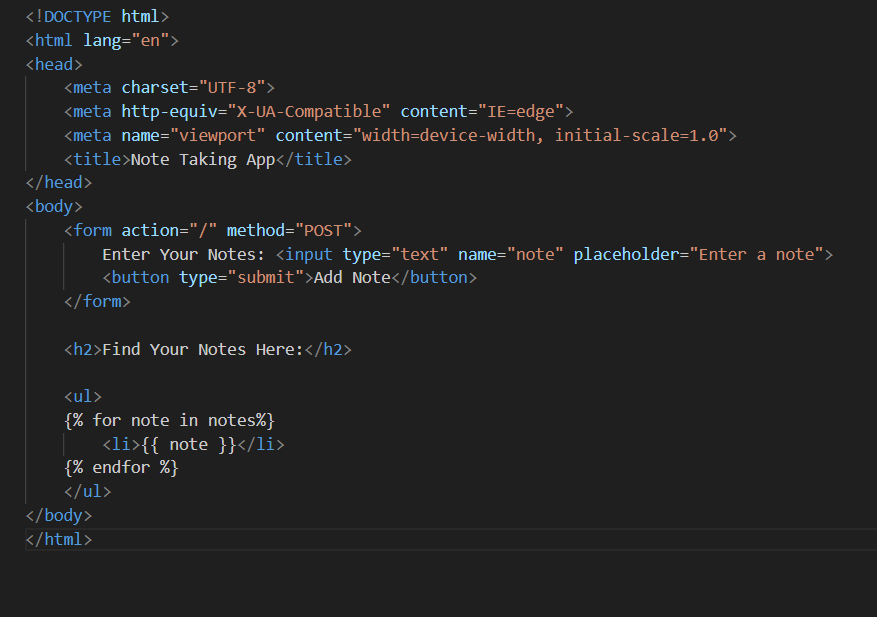 <!DOCTYPE html>
<html lang="en">
<head>
    <meta charset="UTF-8">
    <meta http-equiv="X-UA-Compatible" content="IE=edge">
    <meta name="viewport" content="width=device-width, initial-scale=1.0">
    <title>Note Taking App</title>
</head>
<body>
    <form action="/" method="POST">
        Enter Your Notes: <input type="text" name="note" placeholder="Enter a note">
        <button type="submit">Add Note</button>
    </form>

    <h2>Find Your Notes Here:</h2>

    <ul>
    {% for note in notes%}
        <li>{{ note }}</li>
    {% endfor %}
    </ul>
</body>
</html>